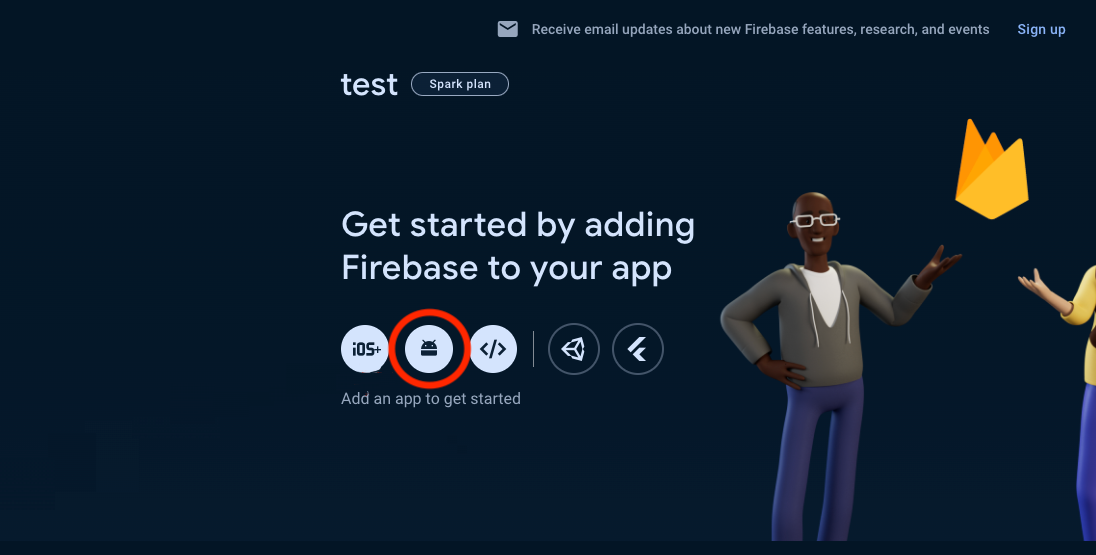 Receive email updates about new Firebase features, research, and events Sign up
test Spark plan
Get started by adding
Firebase to your app
iOS+ </>
Add an app to get started